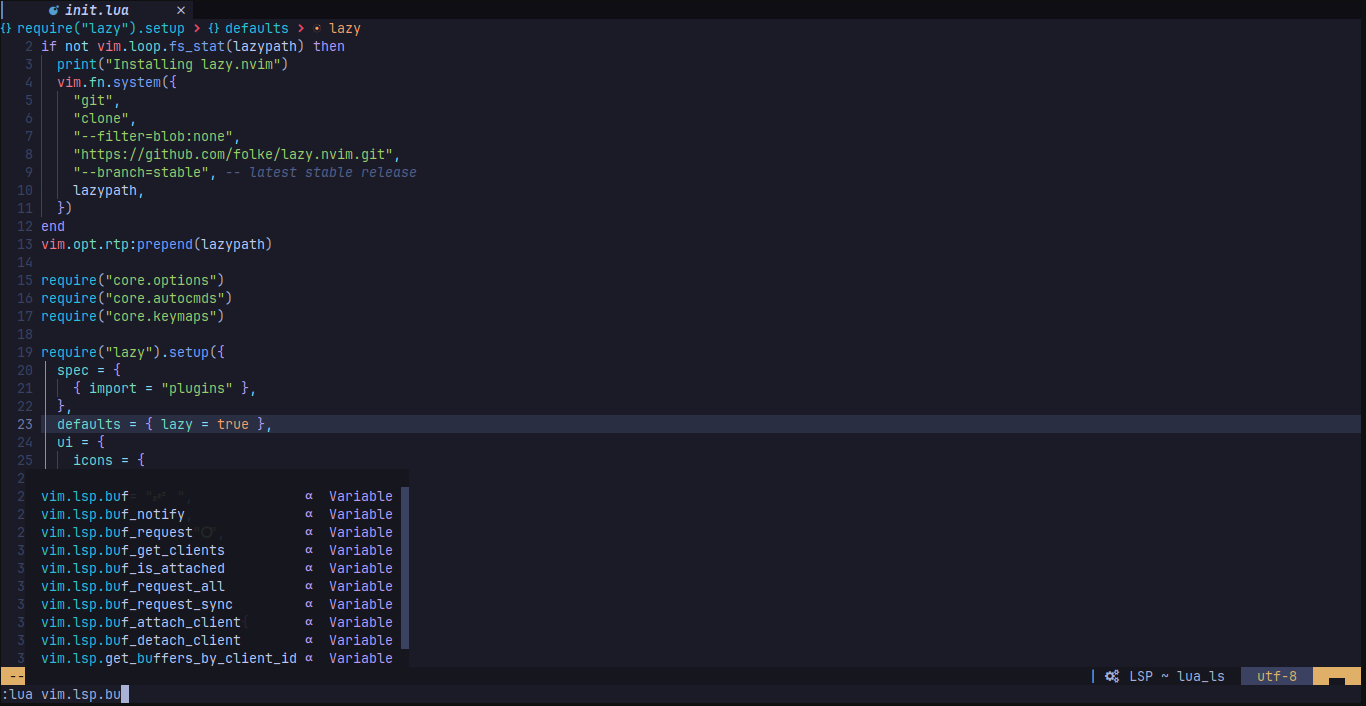 init.lua ×
{} require("lazy").setup > {} defaults > lazy
2 if not vim.loop.fs_stat(lazypath) then
3 print("Installing lazy.nvim")
4 vim.fn.system({
5 "git",
6 "clone",
7 "--filter=blob:none",
8 "https://github.com/folke/lazy.nvim.git",
9 "--branch=stable", -- latest stable release
10 lazypath,
11 })
12 end
13 vim.opt.rtp:prepend(lazypath)
14
15 require("core.options")
16 require("core.autocmds")
17 require("core.keymaps")
18
19 require("lazy").setup({
20 spec = {
21 { import = "plugins" },
22 },
23 defaults = { lazy = true },
24 ui = {
25 icons = {
2
2 vim.lsp.buf α Variable
2 vim.lsp.buf_notify α Variable
2 vim.lsp.buf_request α Variable
3 vim.lsp.buf_get_clients α Variable
3 vim.lsp.buf_is_attached α Variable
3 vim.lsp.buf_request_all α Variable
3 vim.lsp.buf_request_sync α Variable
3 vim.lsp.buf_attach_client α Variable
3 vim.lsp.buf_detach_client α Variable
3 vim.lsp.get_buffers_by_client_id α Variable
-- | LSP ~ lua_ls utf-8
:lua vim.lsp.bu